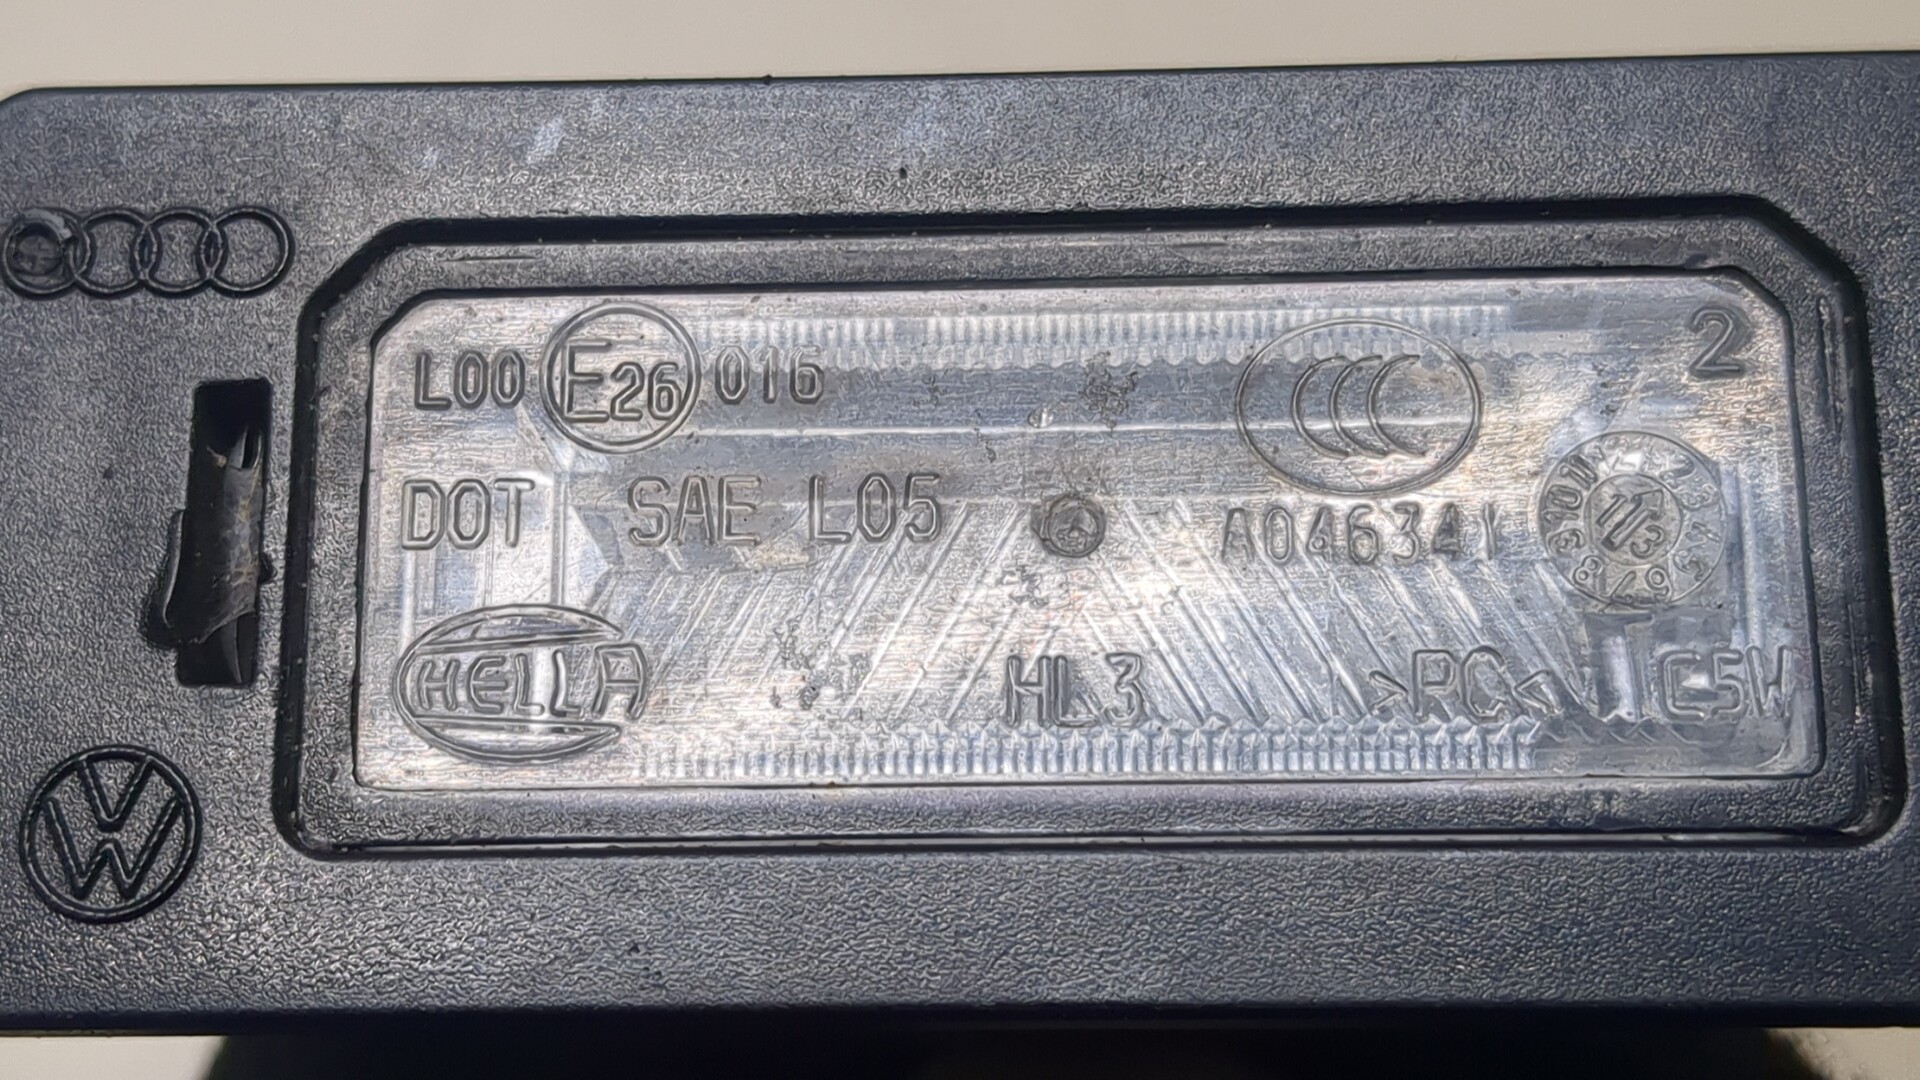 L00 E26 016
2
DOT SAE L05
A046341
HELLA
HL3
>PC<
C5W